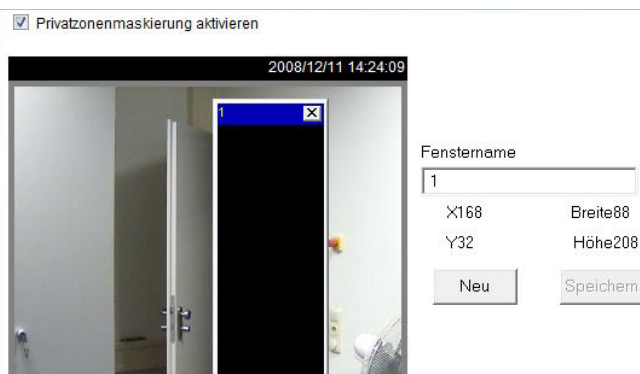 Privatzonenmaskierung aktivieren
2008/12/11 14:24:09
1
Fenstername
1
X168 Breite88
Y32 Höhe208
Neu Speichern